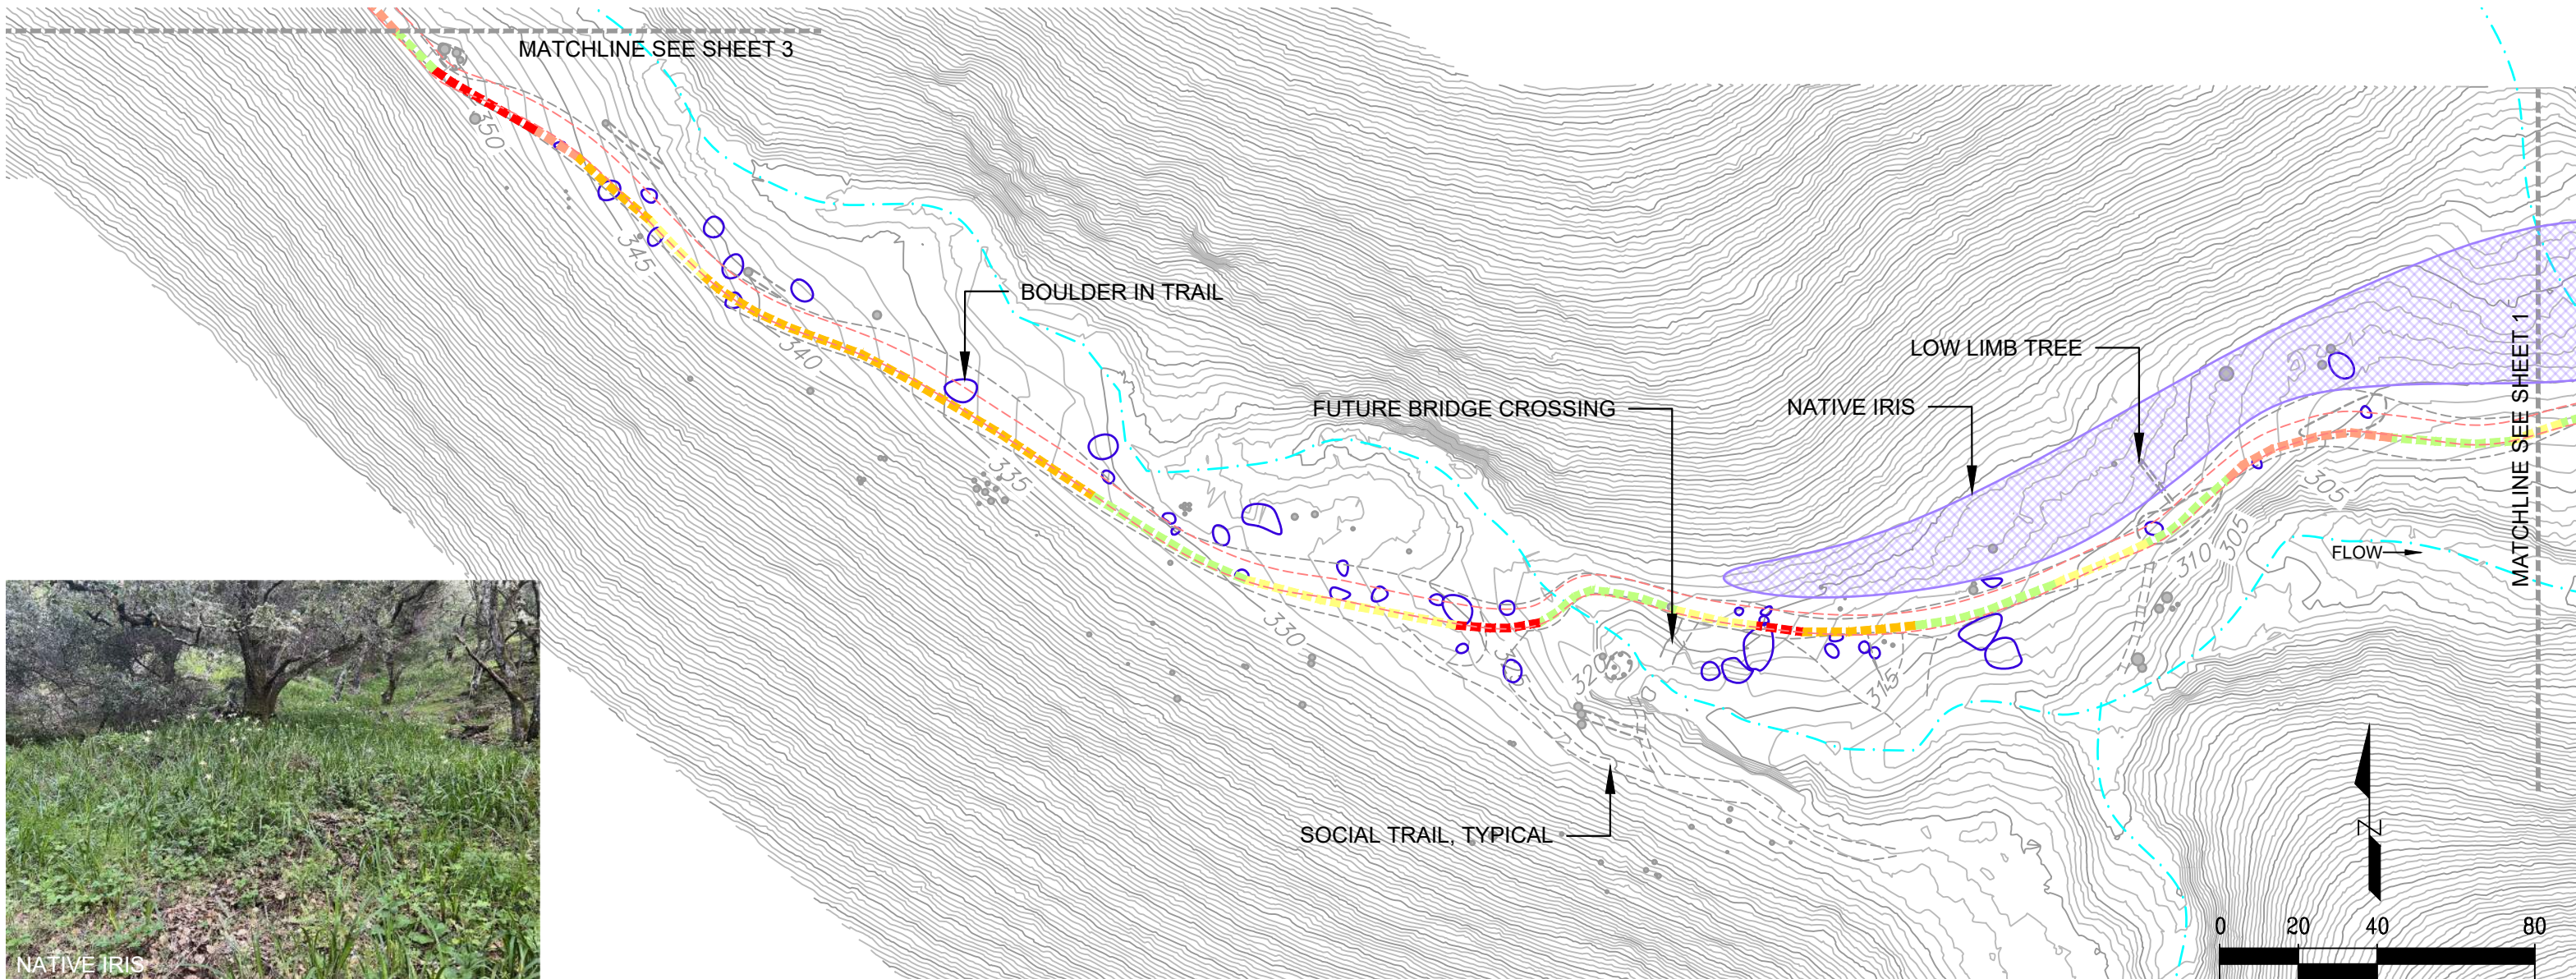 MATCHLINE SEE SHEET 3
350
345
BOULDER IN TRAIL
340
LOW LIMB TREE
MATCHLINE SEE SHEET 1
FUTURE BRIDGE CROSSING
NATIVE IRIS
335
305
305
310
FLOW
330
320
315
SOCIAL TRAIL, TYPICAL
N
0 20 40 80
NATIVE IRIS